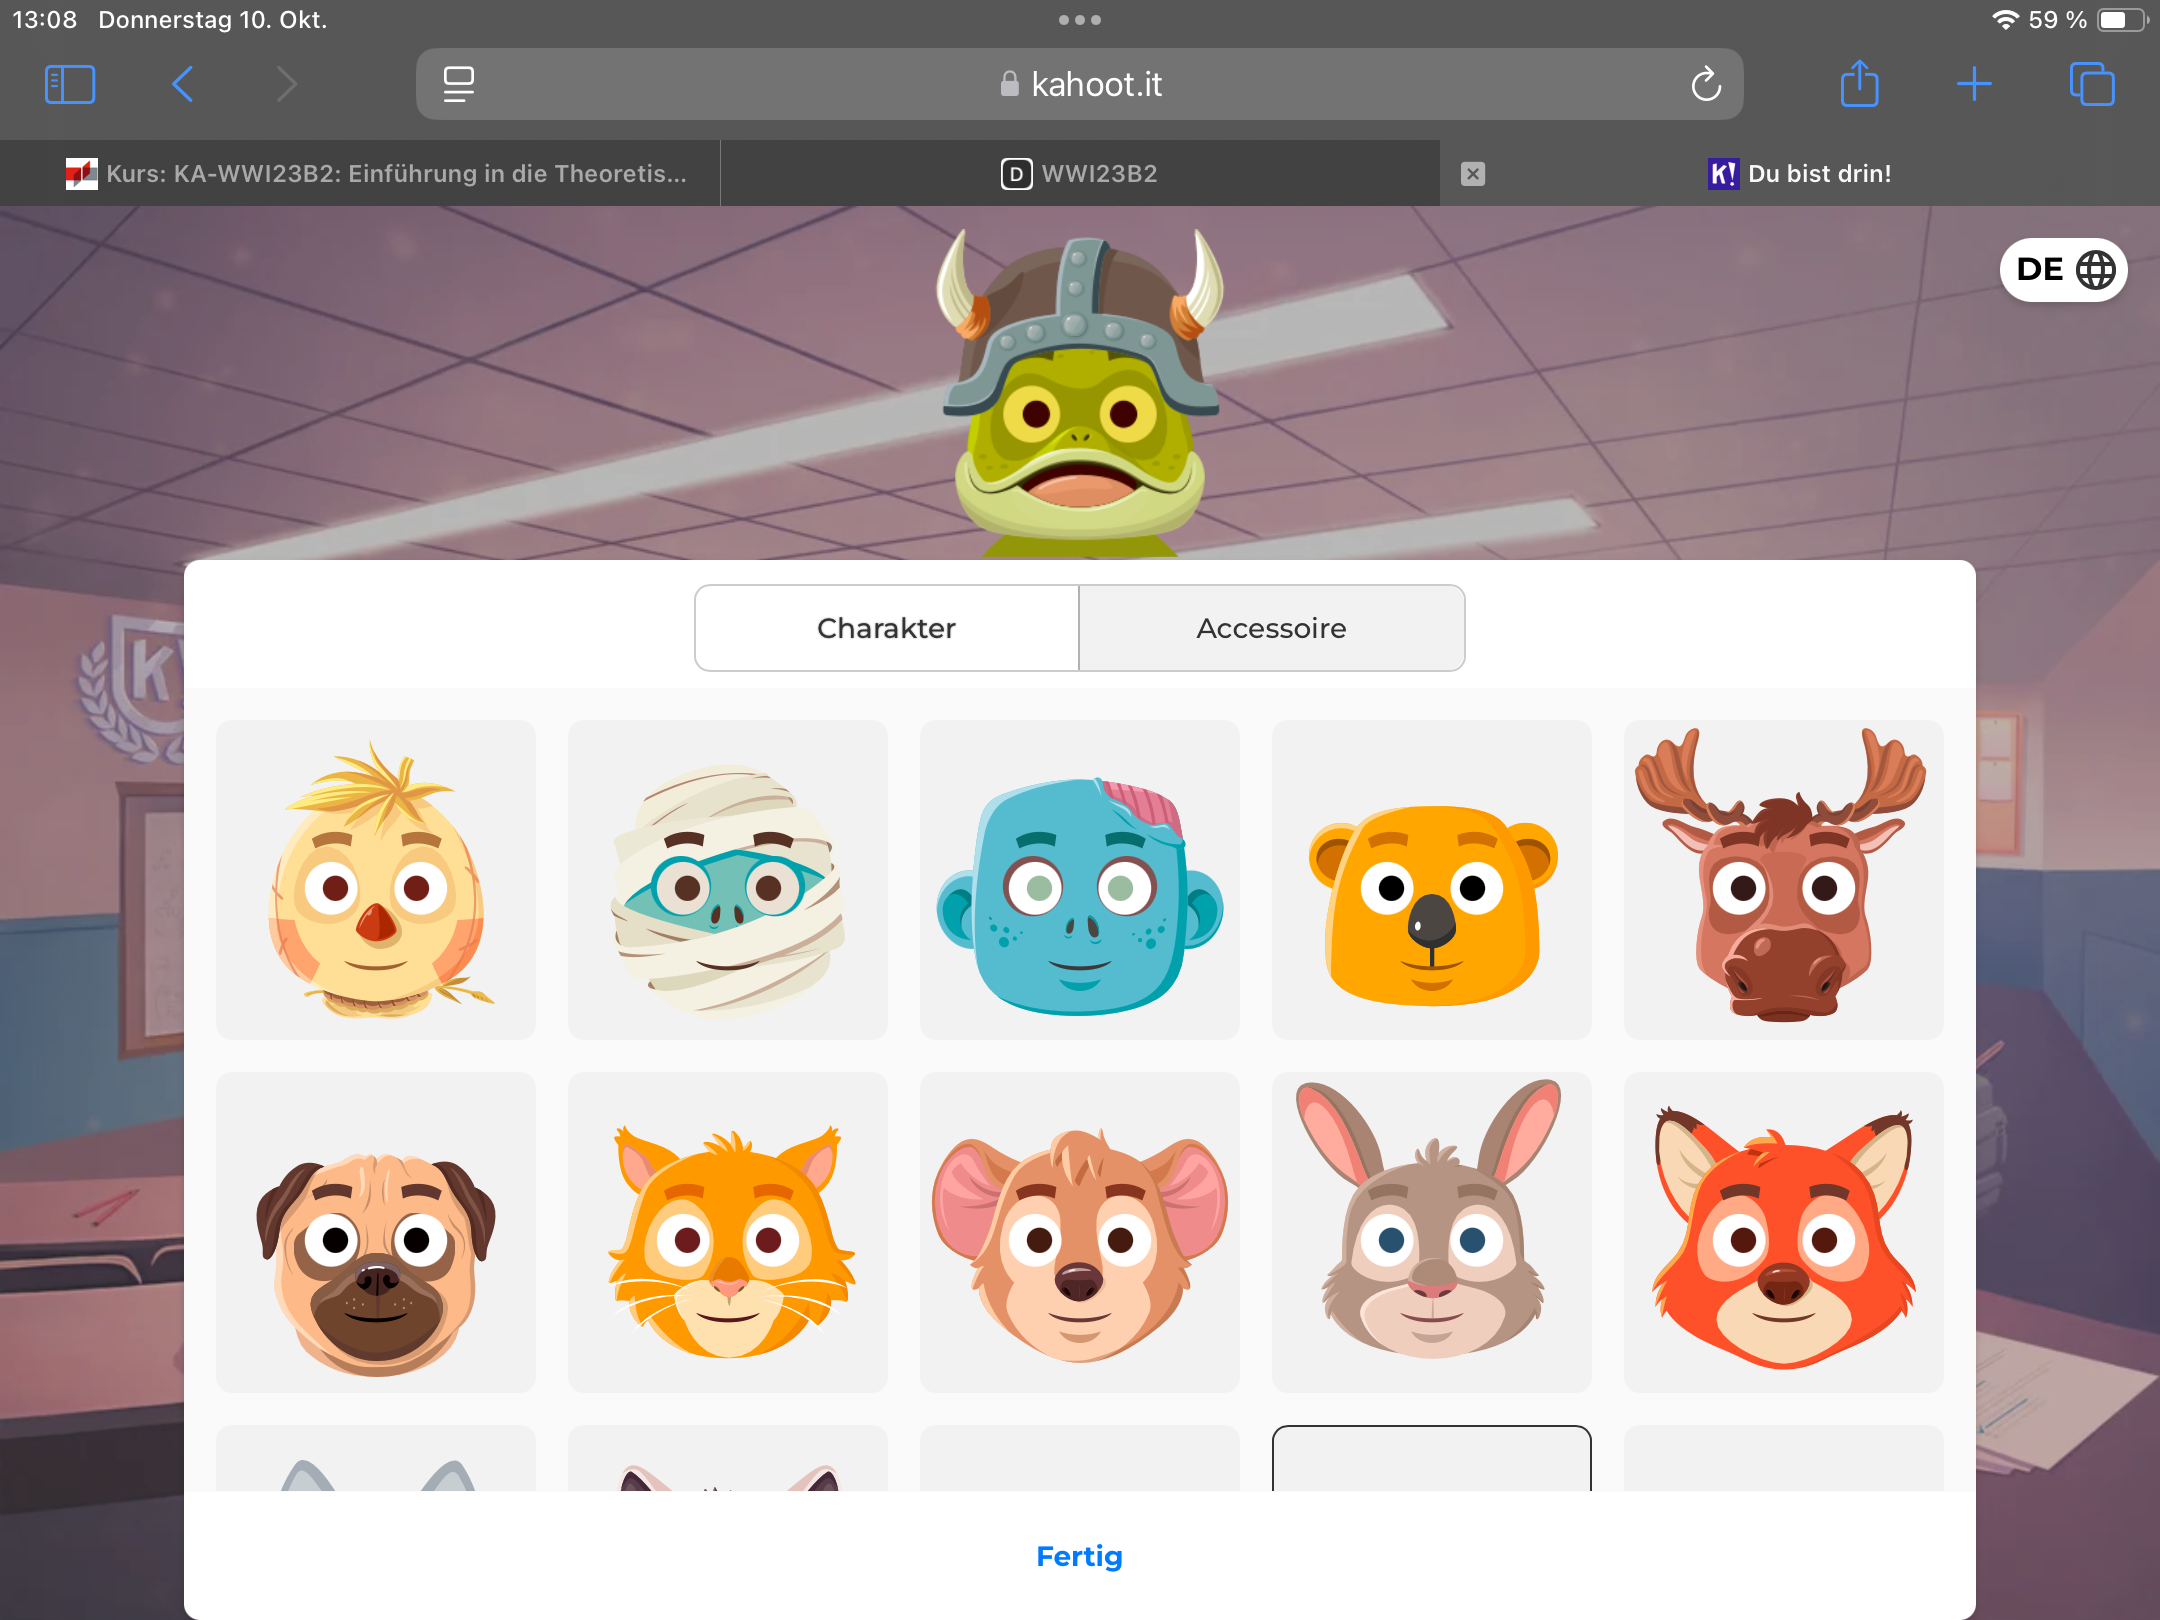 13:08 Donnerstag 10. Okt.
59 %
kahoot.it
Kurs: KA-WWI23B2: Einführung in die Theoretis...
D WWI23B2
K! Du bist drin!
DE
K
Charakter
Accessoire
Fertig